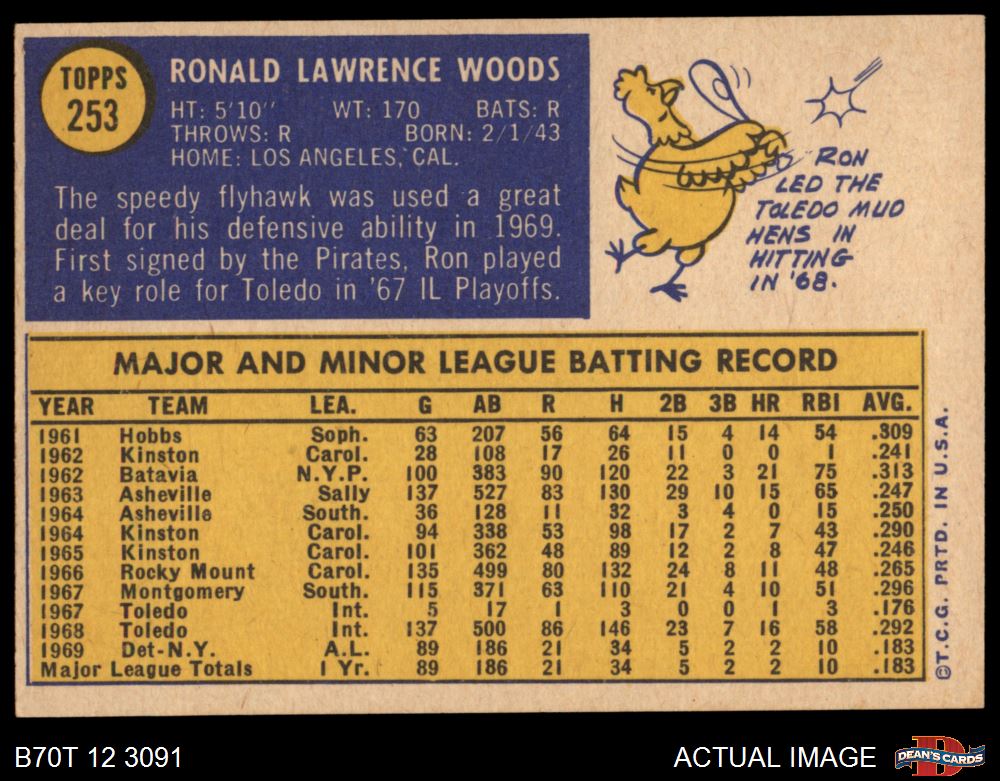 TOPPS
253
RONALD LAWRENCE WOODS
HT: 5'10" WT: 170 BATS: R
THROWS: R BORN: 2/1/43
HOME: LOS ANGELES, CAL.
The speedy flyhawk was used a great
deal for his defensive ability in 1969.
First signed by the Pirates, Ron played
a key role for Toledo in '67 IL Playoffs.
RON
LED THE
TOLEDO MUD
HENS IN
HITTING
IN '68.
MAJOR AND MINOR LEAGUE BATTING RECORD
YEAR TEAM LEA. G AB R H 2B 3B HR RBI AVG.
1961 Hobbs Soph. 63 207 56 64 15 4 14 54 .309
1962 Kinston Carol. 28 108 17 26 11 0 0 1 .241
1962 Batavia N.Y.P. 100 383 90 120 22 3 21 75 .313
1963 Asheville Sally 137 527 83 130 29 10 15 65 .247
1964 Asheville South. 36 128 11 32 3 4 0 15 .250
1964 Kinston Carol. 94 338 53 98 17 2 7 43 .290
1965 Kinston Carol. 101 362 48 89 12 2 8 47 .246
1966 Rocky Mount Carol. 135 499 80 132 24 8 11 48 .265
1967 Montgomery South. 115 371 63 110 21 4 10 51 .296
1967 Toledo Int. 5 17 1 3 0 0 1 3 .176
1968 Toledo Int. 137 500 86 146 23 7 16 58 .292
1969 Det-N.Y. A.L. 89 186 21 34 5 2 2 10 .183
Major League Totals 1 Yr. 89 186 21 34 5 2 2 10 .183
©T.C.G. PRTD. IN U.S.A.
B70T 12 3091
ACTUAL IMAGE
D
DEAN'S CARDS